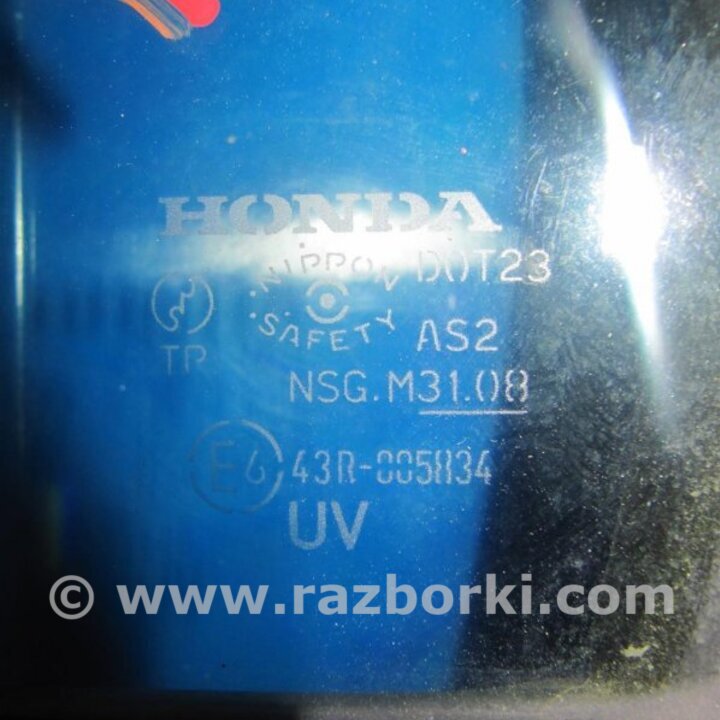 HONDA
NIPPON SAFETY
DOT23
TP
AS2
NSG.M31.08
E6 43R-005834
UV
© www.razborki.com